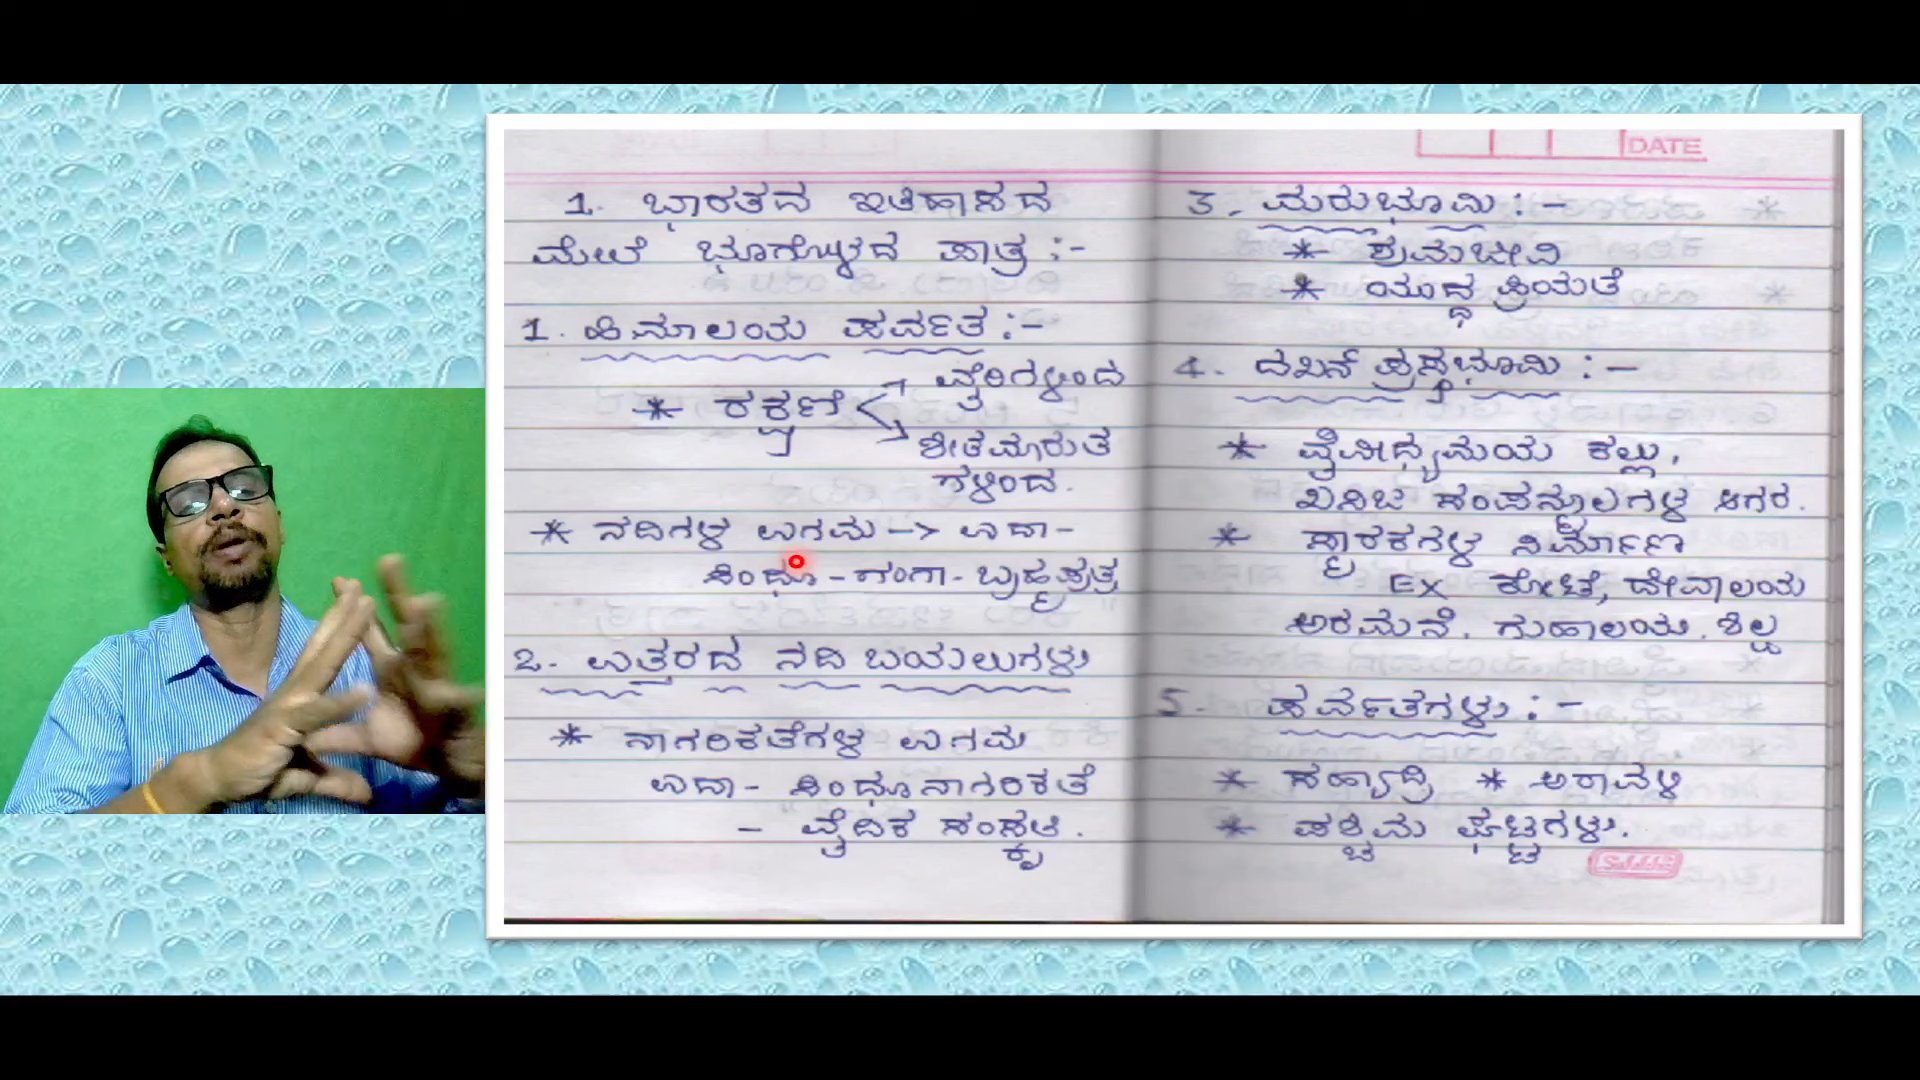 1. ಭಾರತದ ಇತಿಹಾಸದ
ಮೇಲೆ ಭೂಗೋಳದ ಪಾತ್ರ :-
1. ಹಿಮಾಲಯ ಪರ್ವತ :-
* ರಕ್ಷಣೆ
ವೈರಿಗಳಿಂದ
ಶೀತಮಾರುತ
ಗಳಿಂದ.
* ನದಿಗಳ ಉಗಮ -> ಉದಾ-
ಸಿಂಧೂ - ಗಂಗಾ - ಬ್ರಹ್ಮಪುತ್ರ
2. ಉತ್ತರದ ನದಿ ಬಯಲುಗಳು
* ನಾಗರಿಕತೆಗಳ ಉಗಮ
ಉದಾ- ಸಿಂಧೂನಾಗರಿಕತೆ
- ವೈದಿಕ ಸಂಸ್ಕೃತಿ.
DATE
3. ಮರುಭೂಮಿ :-
* ಶ್ರಮಜೀವಿ
* ಯುದ್ಧ ಪ್ರಿಯತೆ
4. ದಖನ್ ಪ್ರಸ್ತಭೂಮಿ :-
* ವೈವಿಧ್ಯಮಯ ಕಲ್ಲು,
ಖನಿಜ ಸಂಪನ್ಮೂಲಗಳ ಆಗರ.
* ಸ್ಮಾರಕಗಳ ನಿರ್ಮಾಣ
EX ಕೋಟೆ, ದೇವಾಲಯ
ಅರಮನೆ. ಗುಹಾಲಯ. ಶಿಲ್ಪ
5. ಪರ್ವತಗಳು :-
* ಸಹ್ಯಾದ್ರಿ * ಅರಾವಳಿ
* ಪಶ್ಚಿಮ ಘಟ್ಟಗಳು.